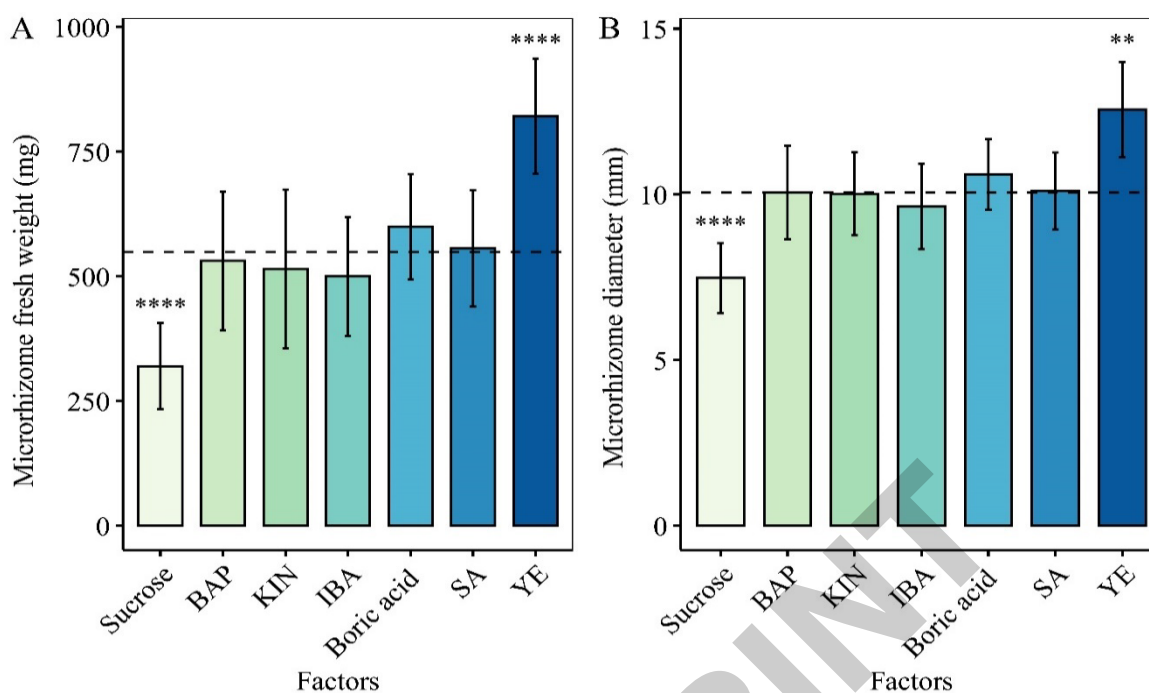 A
Microrhizome fresh weight (mg)
1000
750
500
250
0
****
****
Sucrose
BAP
KIN
IBA
Boric acid
SA
YE
Factors
B
Microrhizome diameter (mm)
15
10
5
0
****
**
Sucrose
BAP
KIN
IBA
Boric acid
SA
YE
Factors
RINT